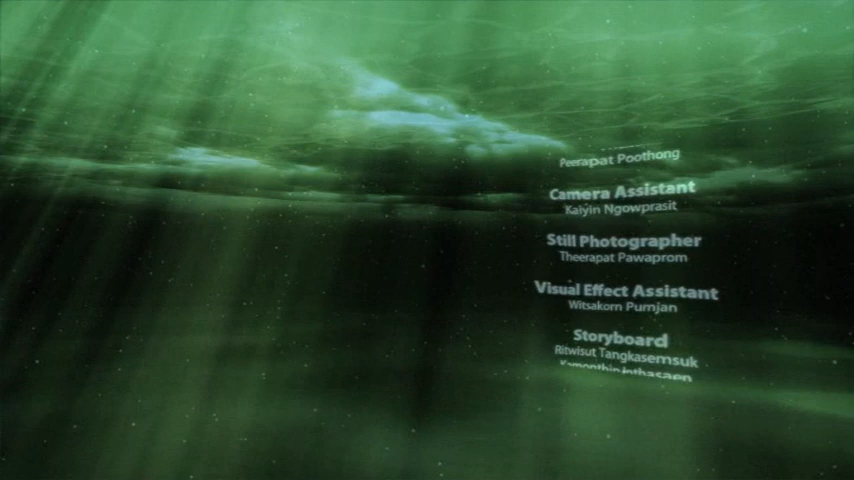 Peerapat Poothong
Camera Assistant
Kaiyin Ngowprasit
Still Photographer
Theerapat Pawaprom
Visual Effect Assistant
Witsakorn Pumjan
Storyboard
Ritwisut Tangkasemsuk